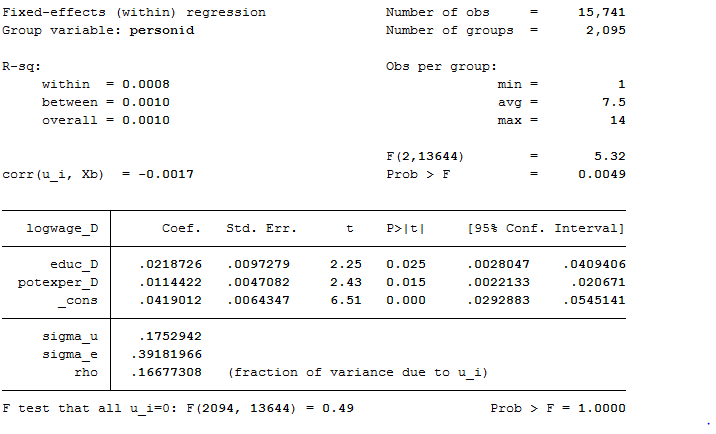 Fixed-effects (within) regression Number of obs = 15,741
Group variable: personid Number of groups = 2,095
R-sq: Obs per group:
within = 0.0008 min = 1
between = 0.0010 avg = 7.5
overall = 0.0010 max = 14
F(2,13644) = 5.32
corr(u_i, Xb) = -0.0017 Prob > F = 0.0049
logwage_D Coef. Std. Err. t P>|t| [95% Conf. Interval]
educ_D .0218726 .0097279 2.25 0.025 .0028047 .0409406
potexper_D .0114422 .0047082 2.43 0.015 .0022133 .020671
_cons .0419012 .0064347 6.51 0.000 .0292883 .0545141
sigma_u .1752942
sigma_e .39181966
rho .16677308 (fraction of variance due to u_i)
F test that all u_i=0: F(2094, 13644) = 0.49 Prob > F = 1.0000